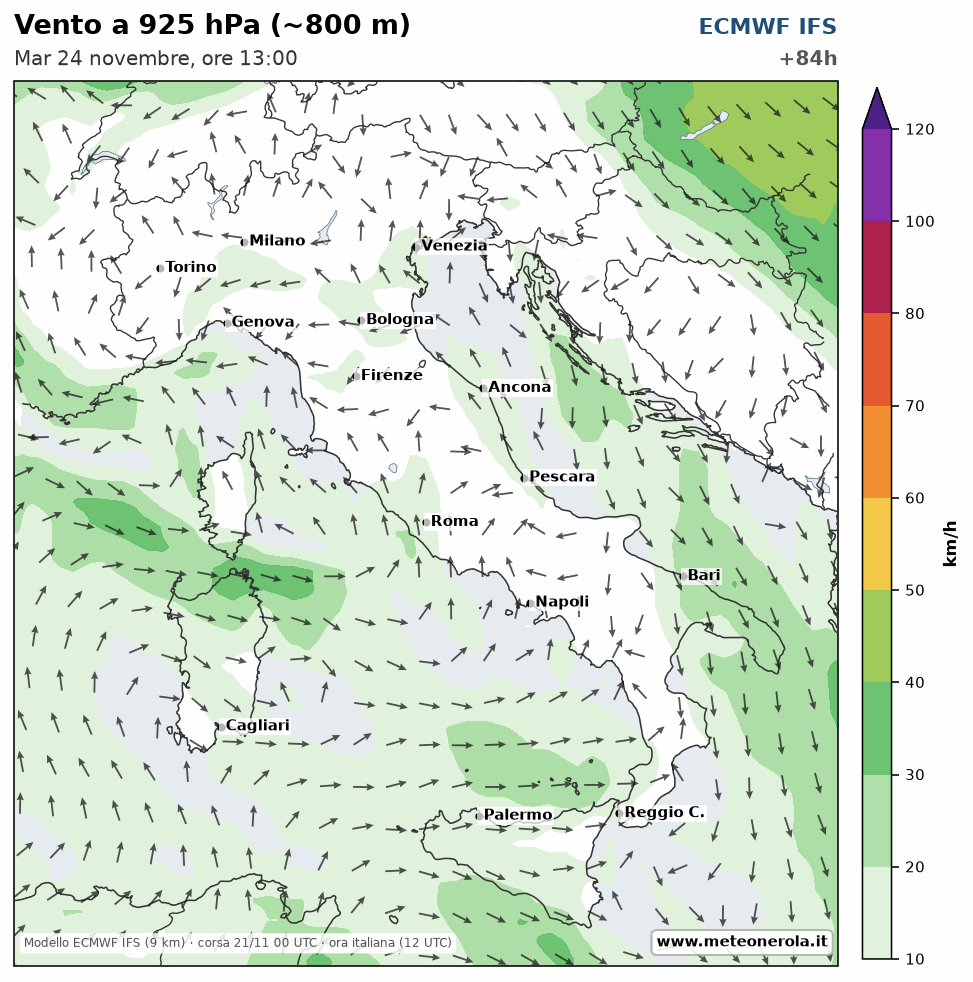 Vento a 925 hPa (~800 m)
ECMWF IFS
Mar 24 novembre, ore 13:00
+84h
120
100
80
70
60
50
40
30
20
10
km/h
Milano
Venezia
Torino
Genova
Bologna
Firenze
Ancona
Pescara
Roma
Bari
Napoli
Cagliari
Palermo
Reggio C.
Modello ECMWF IFS (9 km) · corsa 21/11 00 UTC · ora italiana (12 UTC)
www.meteonerola.it